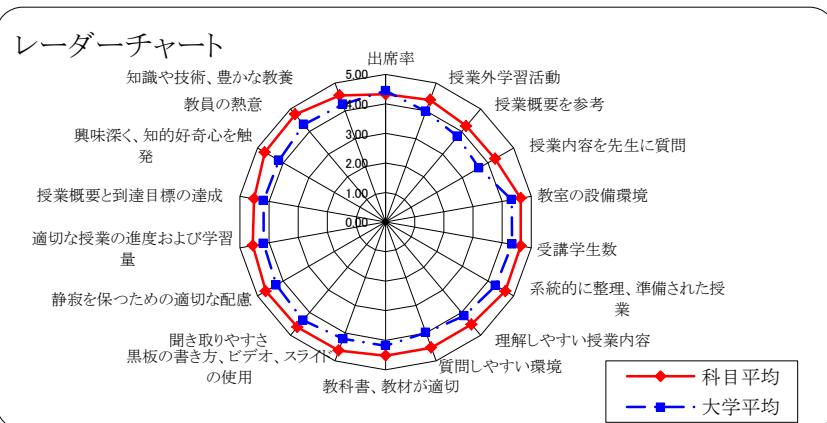 レーダーチャート
出席率
授業外学習活動
授業概要を参考
授業内容を先生に質問
教室の設備環境
受講学生数
系統的に整理、準備された授
業
理解しやすい授業内容
質問しやすい環境
教科書、教材が適切
黒板の書き方、ビデオ、スライド
の使用
聞き取りやすさ
静寂を保つための適切な配慮
適切な授業の進度および学習
量
授業概要と到達目標の達成
興味深く、知的好奇心を触
発
教員の熱意
知識や技術、豊かな教養
5.00
4.00
3.00
2.00
1.00
0.00
科目平均
大学平均